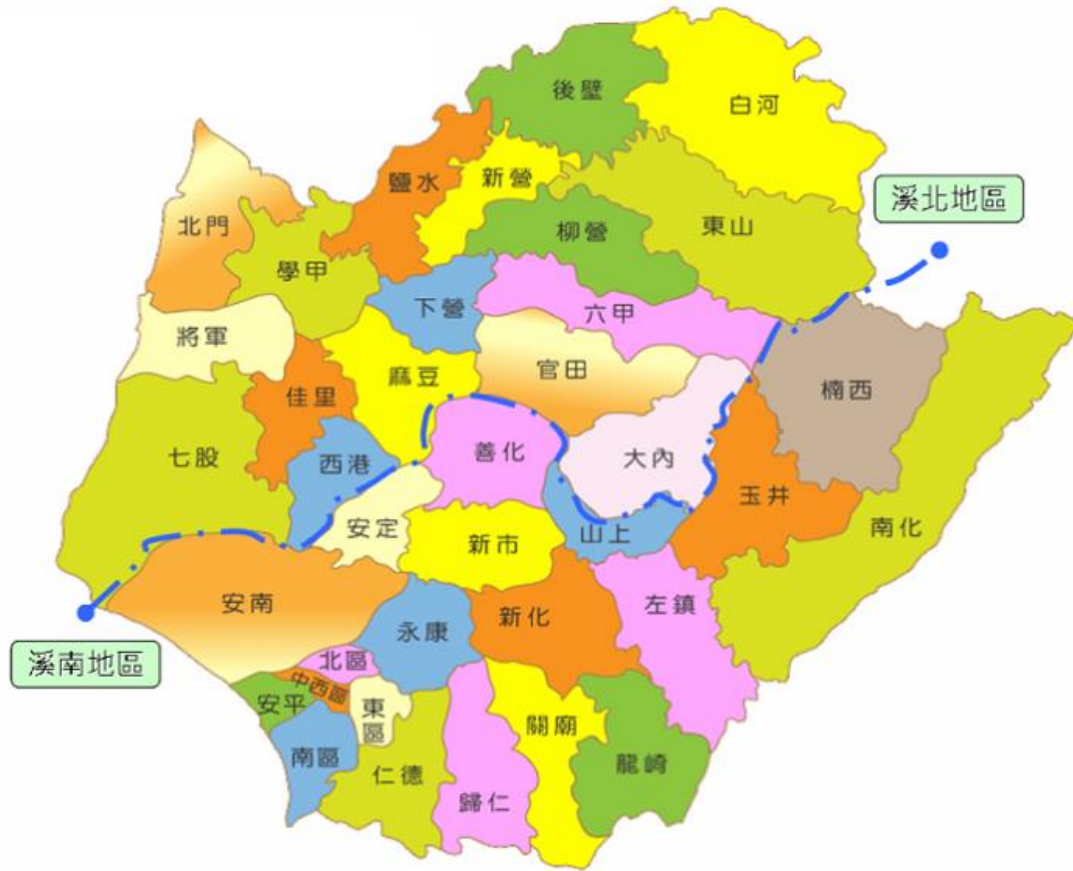 後壁
白河
鹽水
新營
北門
柳營
東山
溪北地區
學甲
下營
六甲
將軍
官田
麻豆
佳里
楠西
七股
西港
善化
大內
玉井
安定
南化
新市
山上
安南
左鎮
新化
永康
溪南地區
北區
中西區
安平
東區
關廟
南區
龍崎
仁德
歸仁